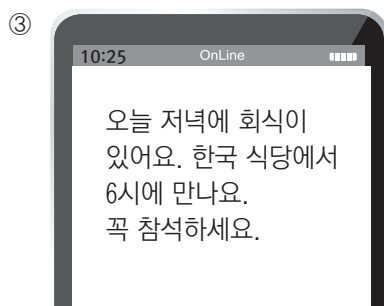 ③
10:25 OnLine
오늘 저녁에 회식이
있어요. 한국 식당에서
6시에 만나요.
꼭 참석하세요.